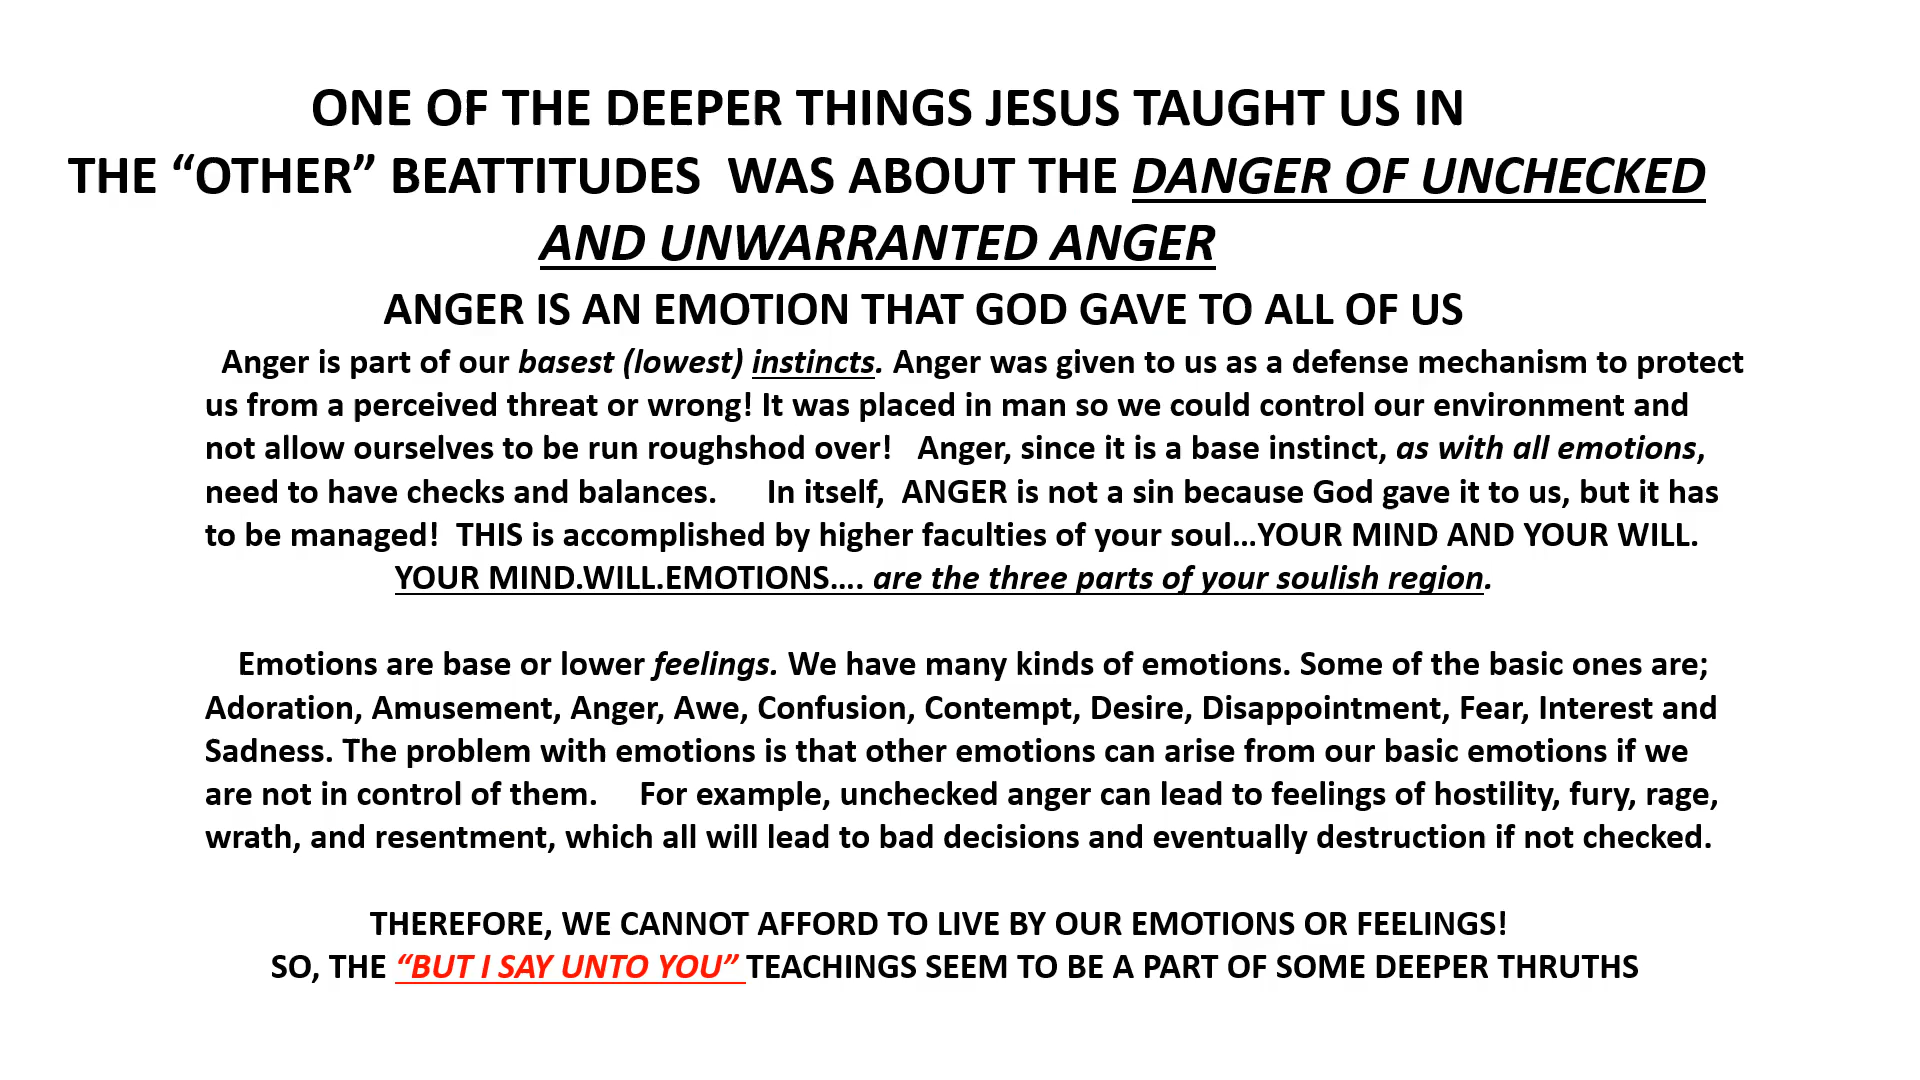 ONE OF THE DEEPER THINGS JESUS TAUGHT US IN
THE “OTHER” BEATTITUDES  WAS ABOUT THE DANGER OF UNCHECKED
AND UNWARRANTED ANGER
ANGER IS AN EMOTION THAT GOD GAVE TO ALL OF US
Anger is part of our basest (lowest) instincts. Anger was given to us as a defense mechanism to protect
us from a perceived threat or wrong! It was placed in man so we could control our environment and
not allow ourselves to be run roughshod over!   Anger, since it is a base instinct, as with all emotions,
need to have checks and balances.      In itself,  ANGER is not a sin because God gave it to us, but it has
to be managed!  THIS is accomplished by higher faculties of your soul…YOUR MIND AND YOUR WILL.
YOUR MIND.WILL.EMOTIONS…. are the three parts of your soulish region.
Emotions are base or lower feelings. We have many kinds of emotions. Some of the basic ones are;
Adoration, Amusement, Anger, Awe, Confusion, Contempt, Desire, Disappointment, Fear, Interest and
Sadness. The problem with emotions is that other emotions can arise from our basic emotions if we
are not in control of them.     For example, unchecked anger can lead to feelings of hostility, fury, rage,
wrath, and resentment, which all will lead to bad decisions and eventually destruction if not checked.
THEREFORE, WE CANNOT AFFORD TO LIVE BY OUR EMOTIONS OR FEELINGS!
SO, THE “BUT I SAY UNTO YOU” TEACHINGS SEEM TO BE A PART OF SOME DEEPER THRUTHS